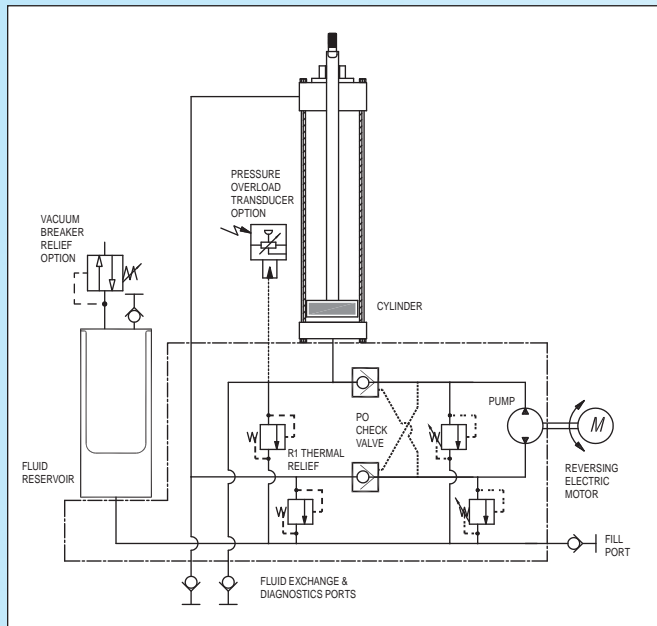 PRESSURE
OVERLOAD
TRANSDUCER
OPTION
VACUUM
BREAKER
RELIEF
OPTION
CYLINDER
PUMP
M
PO
CHECK
VALVE
R1 THERMAL
RELIEF
FLUID
RESERVOIR
REVERSING
ELECTRIC
MOTOR
FILL
PORT
FLUID EXCHANGE &
DIAGNOSTICS PORTS